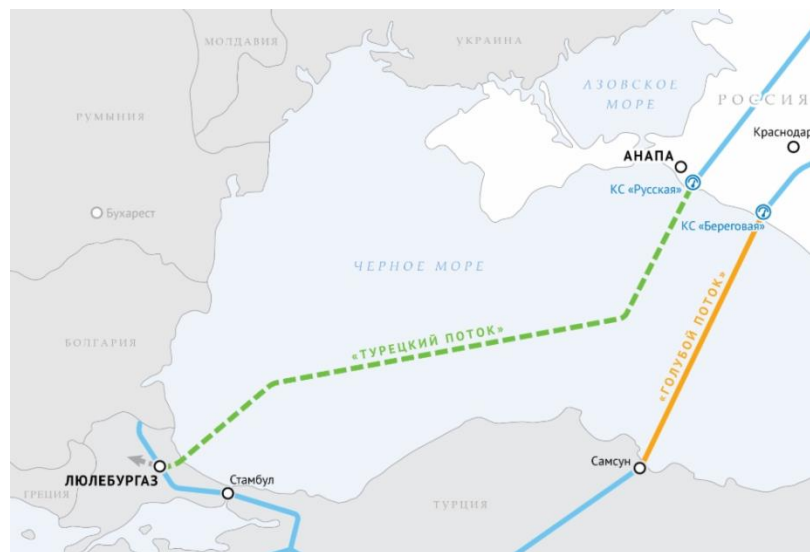 УКРАИНА
МОЛДАВИЯ
АЗОВСКОЕ
МОРЕ
РОССИЯ
РУМЫНИЯ
Краснодар
АНАПА
КС «Русская»
Бухарест
КС «Береговая»
ЧЕРНОЕ МОРЕ
«ТУРЕЦКИЙ ПОТОК»
«ГОЛУБОЙ ПОТОК»
БОЛГАРИЯ
Самсун
ЛЮЛЕБУРГАЗ
Стамбул
ГРЕЦИЯ
ТУРЦИЯ